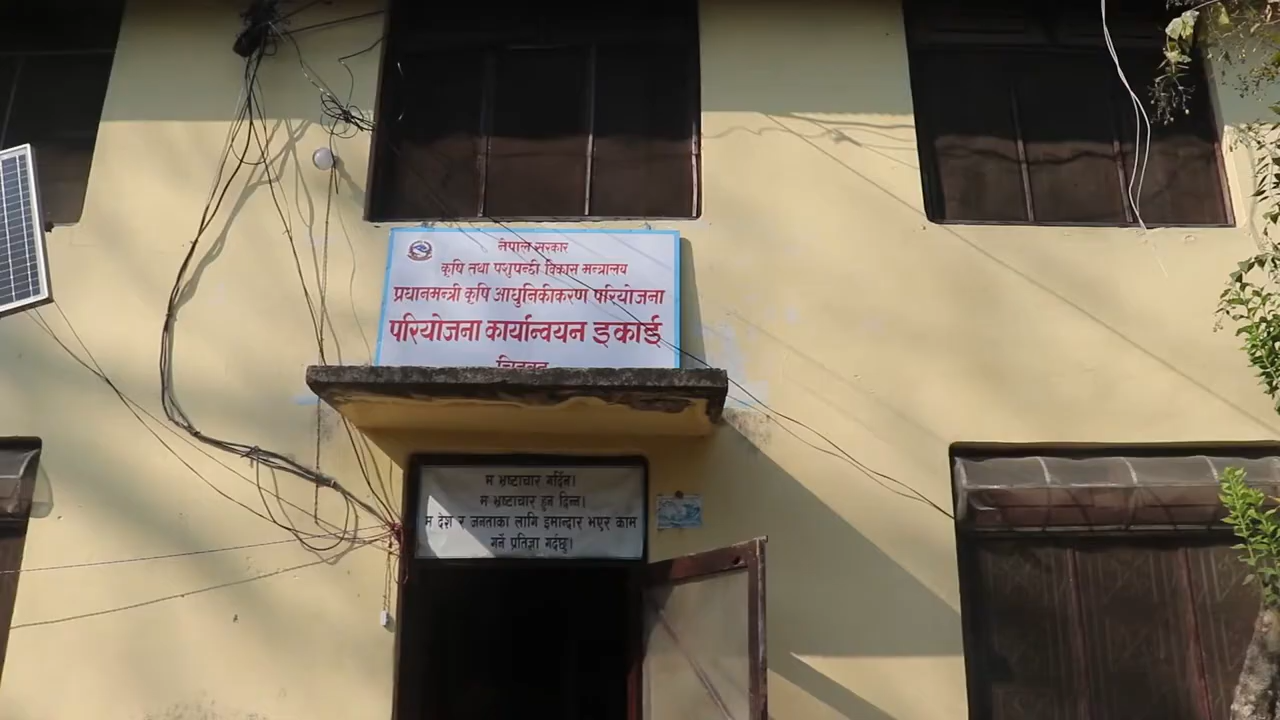 नेपाल सरकार
कृषि तथा पशुपन्छी विकास मन्त्रालय
प्रधानमन्त्री कृषि आधुनिकीकरण परियोजना
परियोजना कार्यान्वयन इकाई
चितवन
म भ्रष्टाचार गर्दिन।
म भ्रष्टाचार हुन दिन्न।
म देश र जनताका लागि इमान्दार भएर काम
गर्ने प्रतिज्ञा गर्दछु।